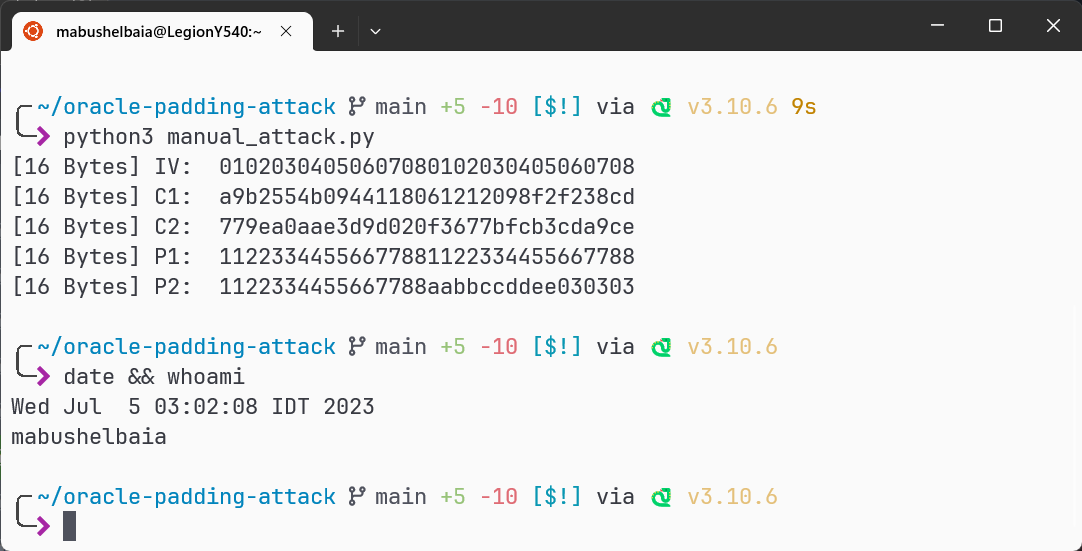 mabushelbaia@LegionY540:~
~/oracle-padding-attack main +5 -10 [$!] via v3.10.6 9s
python3 manual_attack.py
[16 Bytes] IV:  01020304050607080102030405060708
[16 Bytes] C1:  a9b2554b0944118061212098f2f238cd
[16 Bytes] C2:  779ea0aae3d9d020f3677bfcb3cda9ce
[16 Bytes] P1:  11223344556677881122334455667788
[16 Bytes] P2:  1122334455667788aabbccddee030303
~/oracle-padding-attack main +5 -10 [$!] via v3.10.6
date && whoami
Wed Jul  5 03:02:08 IDT 2023
mabushelbaia
~/oracle-padding-attack main +5 -10 [$!] via v3.10.6